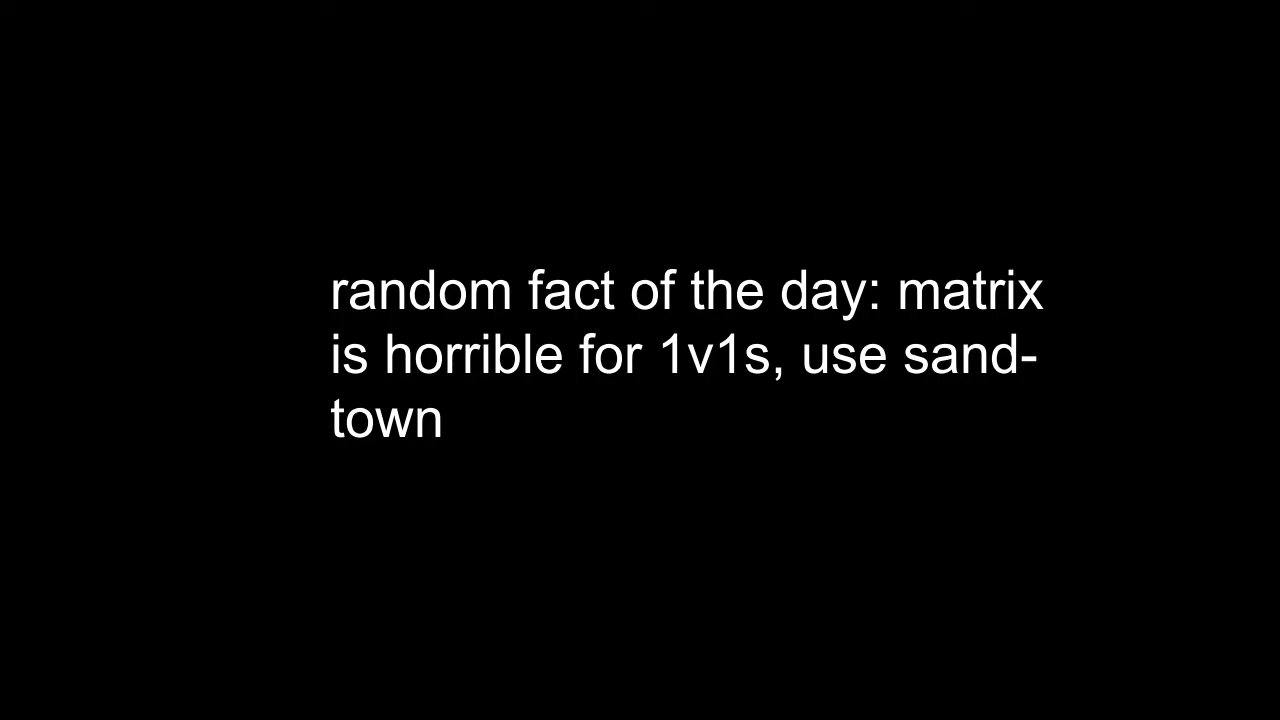 random fact of the day: matrix
is horrible for 1v1s, use sand-
town